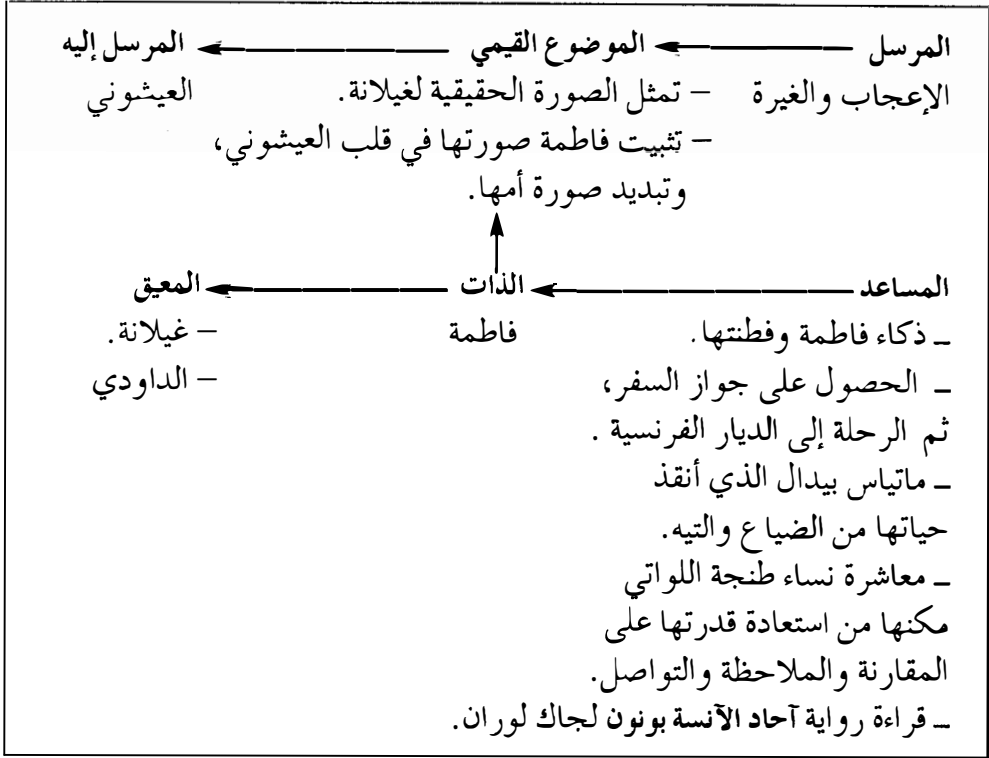 المرسل الموضوع القيمي المرسل إليه
الإعجاب والغيرة – تمثل الصورة الحقيقية لغيلانة. العيشوني
– تثبيت فاطمة صورتها في قلب العيشوني،
وتبديد صورة أمها.
المساعد الذات المعيق
– ذكاء فاطمة وفطنتها. فاطمة – غيلانة.
– الحصول على جواز السفر، – الداودي
ثم الرحلة إلى الديار الفرنسية .
– ماتياس بيدال الذي أنقذ
حياتها من الضياع والتيه.
– معاشرة نساء طنجة اللواتي
مكنها من استعادة قدرتها على
المقارنة والملاحظة والتواصل.
– قراءة رواية آحاد الآنسة بونون لجاك لوران.